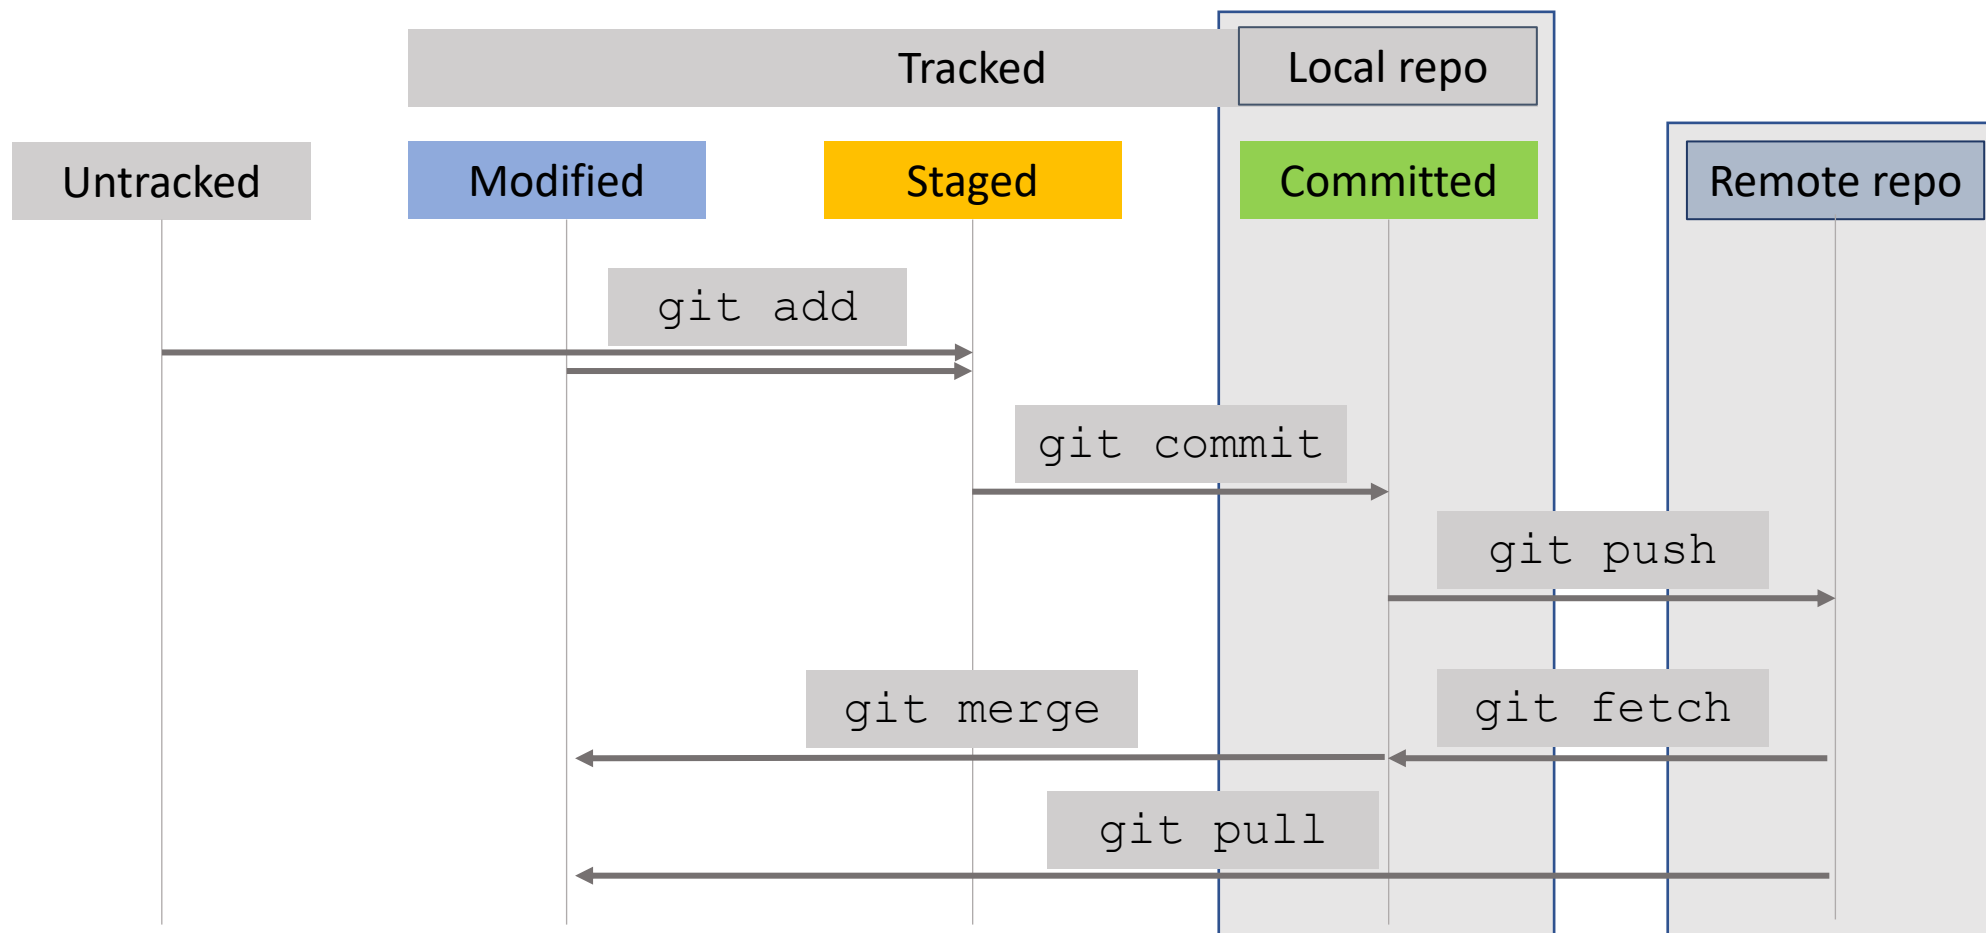 Tracked
Local repo
Untracked
Modified
Staged
Committed
Remote repo
git add
git commit
git push
git merge
git fetch
git pull